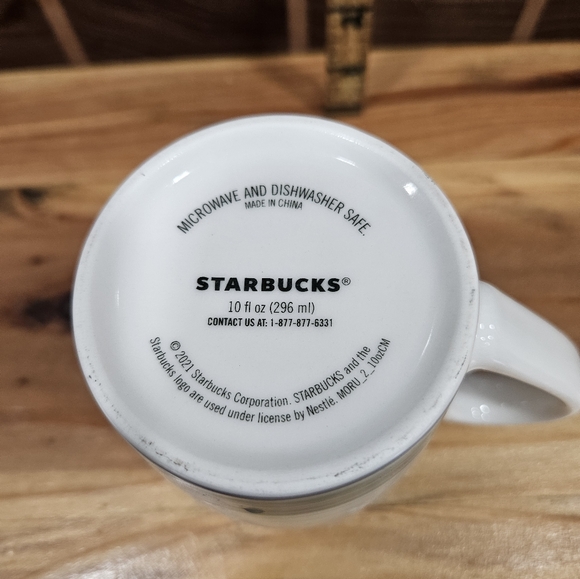 MICROWAVE AND DISHWASHER SAFE.
MADE IN CHINA
STARBUCKS®
10 fl oz (296 ml)
CONTACT US AT: 1-877-877-6331
© 2021 Starbucks Corporation. STARBUCKS and the
Starbucks logo are used under license by Nestlé. MORU_2_10ozCM